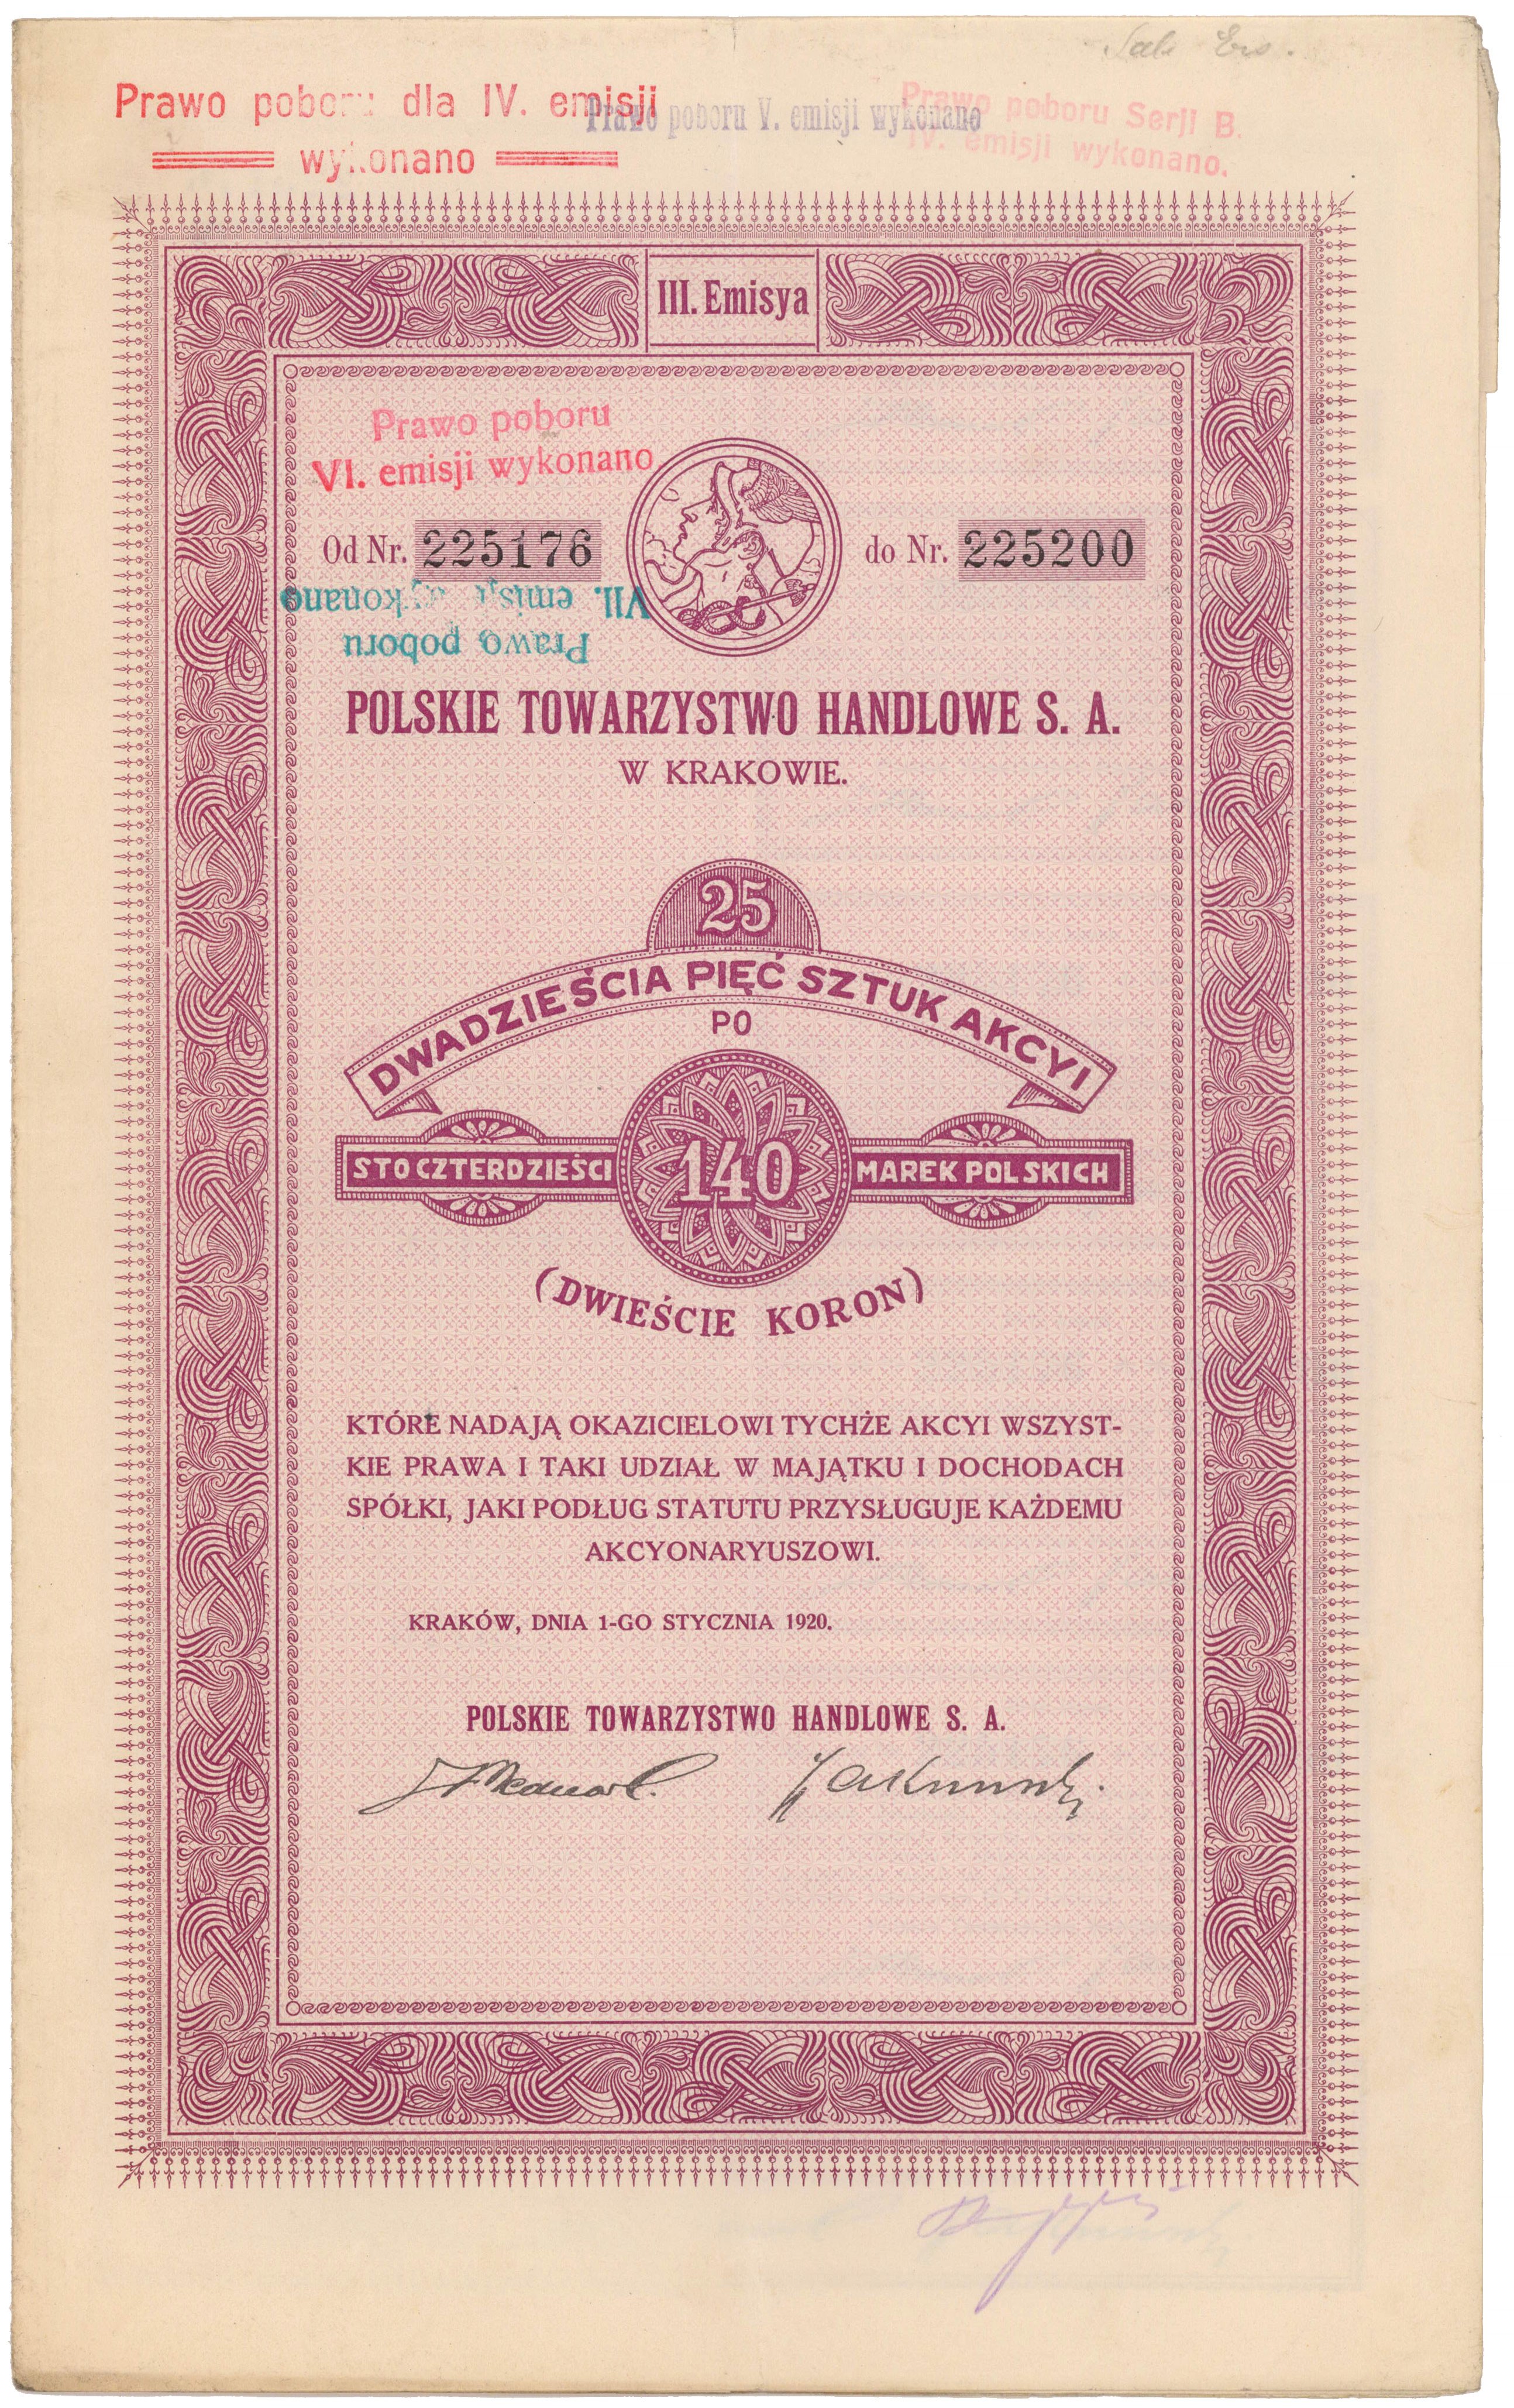 Prawo poboru dla IV. emisji
wykonano
Prawo poboru V. emisji wykonano
Prawo poboru Serji B.
IV. emisji wykonano.
III. Emisya
Prawo poboru
VI. emisji wykonano
Od Nr. 225176 do Nr. 225200
Prawo poboru
VII. emisji wykonano
POLSKIE TOWARZYSTWO HANDLOWE S. A.
W KRAKOWIE.
25
DWADZIEŚCIA PIĘĆ SZTUK AKCYI
PO
STO CZTERDZIEŚCI 140 MAREK POLSKICH
(DWIEŚCIE KORON)
KTÓRE NADAJĄ OKAZICIELOWI TYCHŻE AKCYI WSZYST-
KIE PRAWA I TAKI UDZIAŁ W MAJĄTKU I DOCHODACH
SPÓŁKI, JAKI PODŁUG STATUTU PRZYSŁUGUJE KAŻDEMU
AKCYONARYUSZOWI.
KRAKÓW, DNIA 1-GO STYCZNIA 1920.
POLSKIE TOWARZYSTWO HANDLOWE S. A.